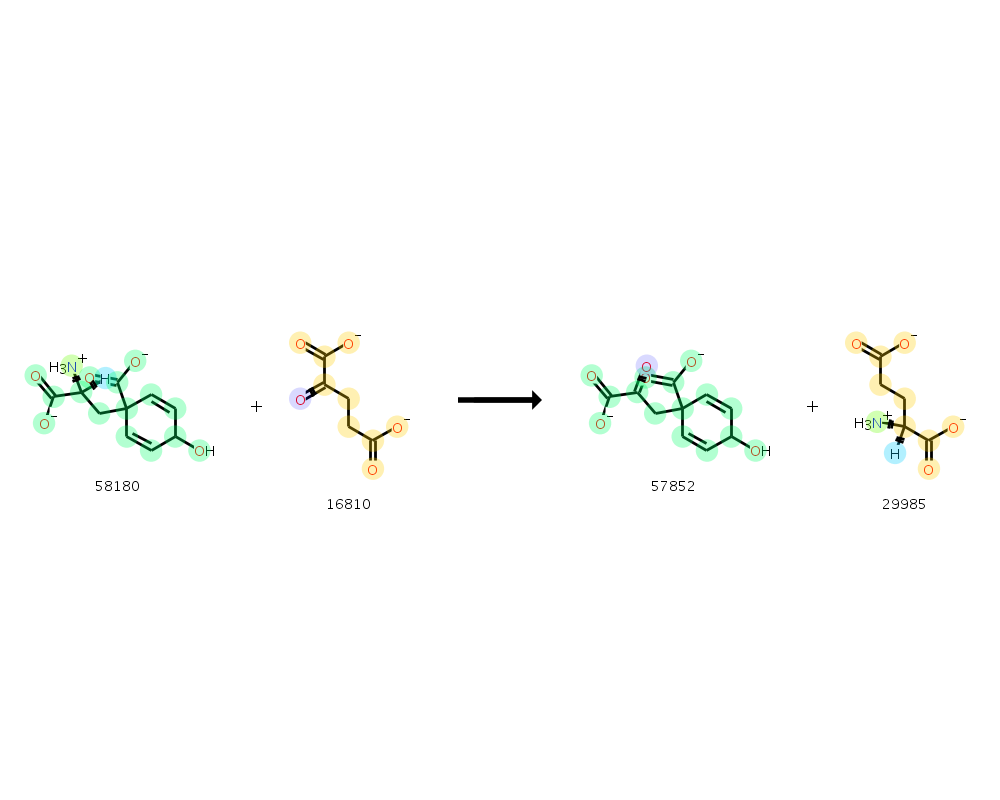 H3N+ H O O O- O O- OH
58180
+
O O- O O- O
16810
O O O- O O- OH
57852
+
O O- H3N+ H O- O
29985